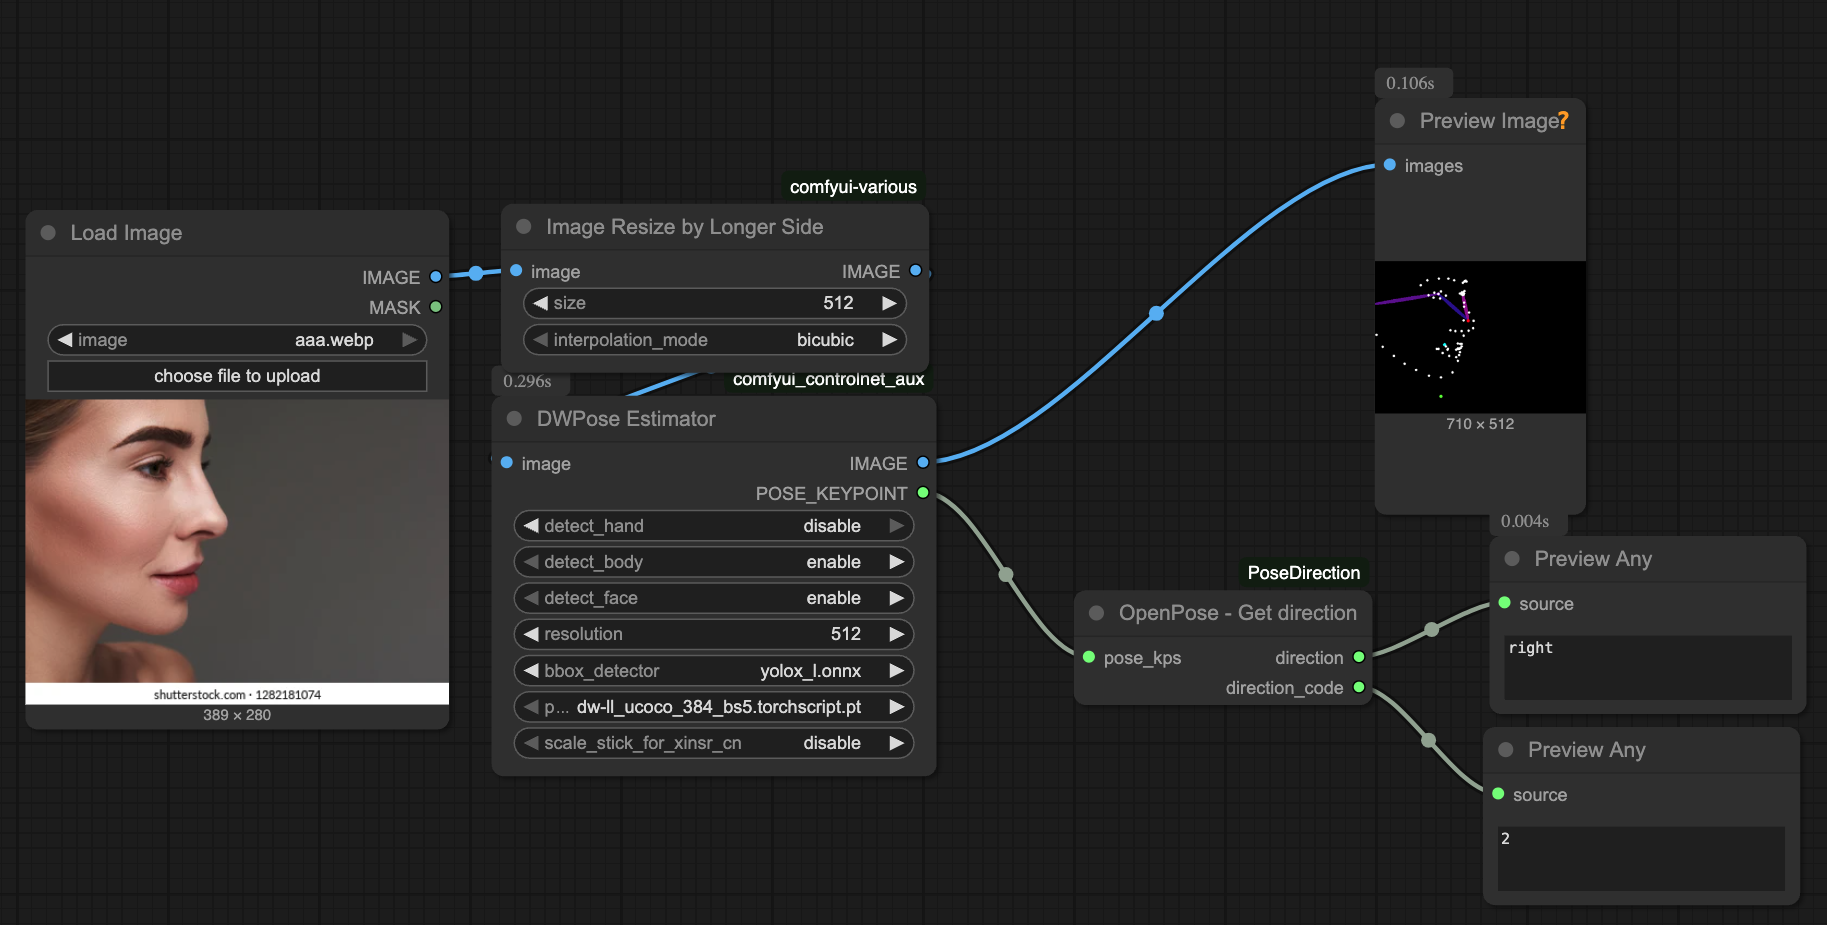 Load Image
IMAGE
MASK
image aaa.webp
choose file to upload
shutterstock.com · 1282181074
389 × 280
comfyui-various
Image Resize by Longer Side
image IMAGE
size 512
interpolation_mode bicubic
0.296s
comfyui_controlnet_aux
DWPose Estimator
image IMAGE
POSE_KEYPOINT
detect_hand disable
detect_body enable
detect_face enable
resolution 512
bbox_detector yolox_l.onnx
p... dw-ll_ucoco_384_bs5.torchscript.pt
scale_stick_for_xinsr_cn disable
PoseDirection
OpenPose - Get direction
pose_kps direction
direction_code
0.106s
Preview Image?
images
710 × 512
0.004s
Preview Any
source
right
Preview Any
source
2